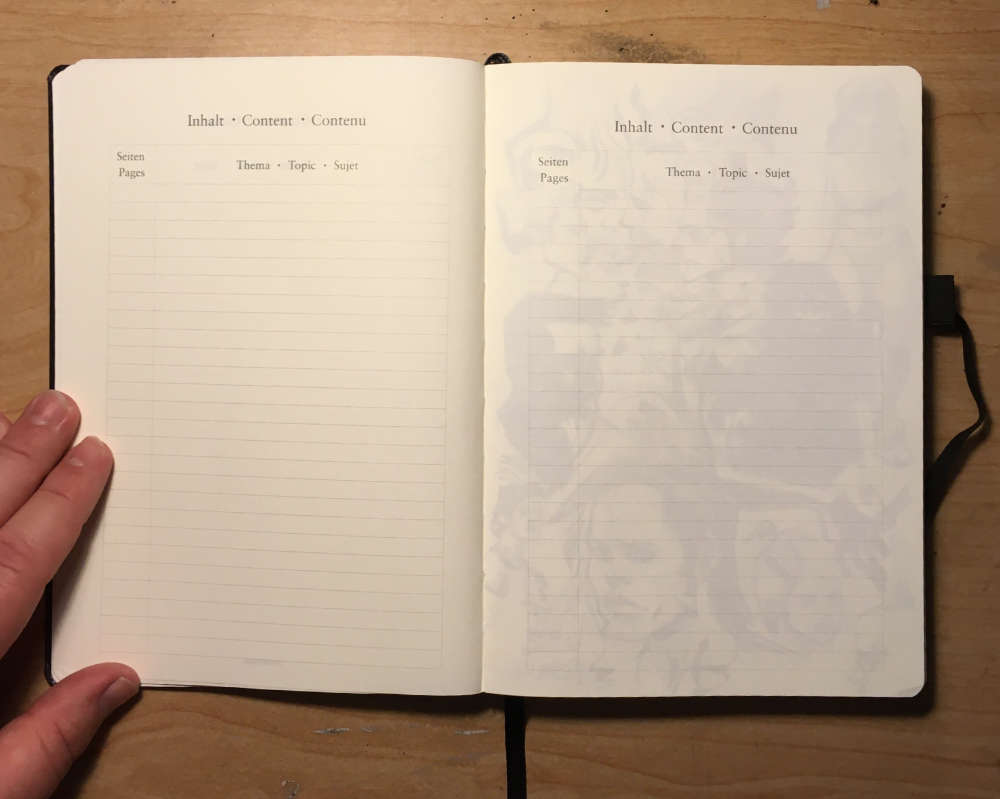 Inhalt · Content · Contenu
Seiten
Pages
Thema · Topic · Sujet
Inhalt · Content · Contenu
Seiten
Pages
Thema · Topic · Sujet